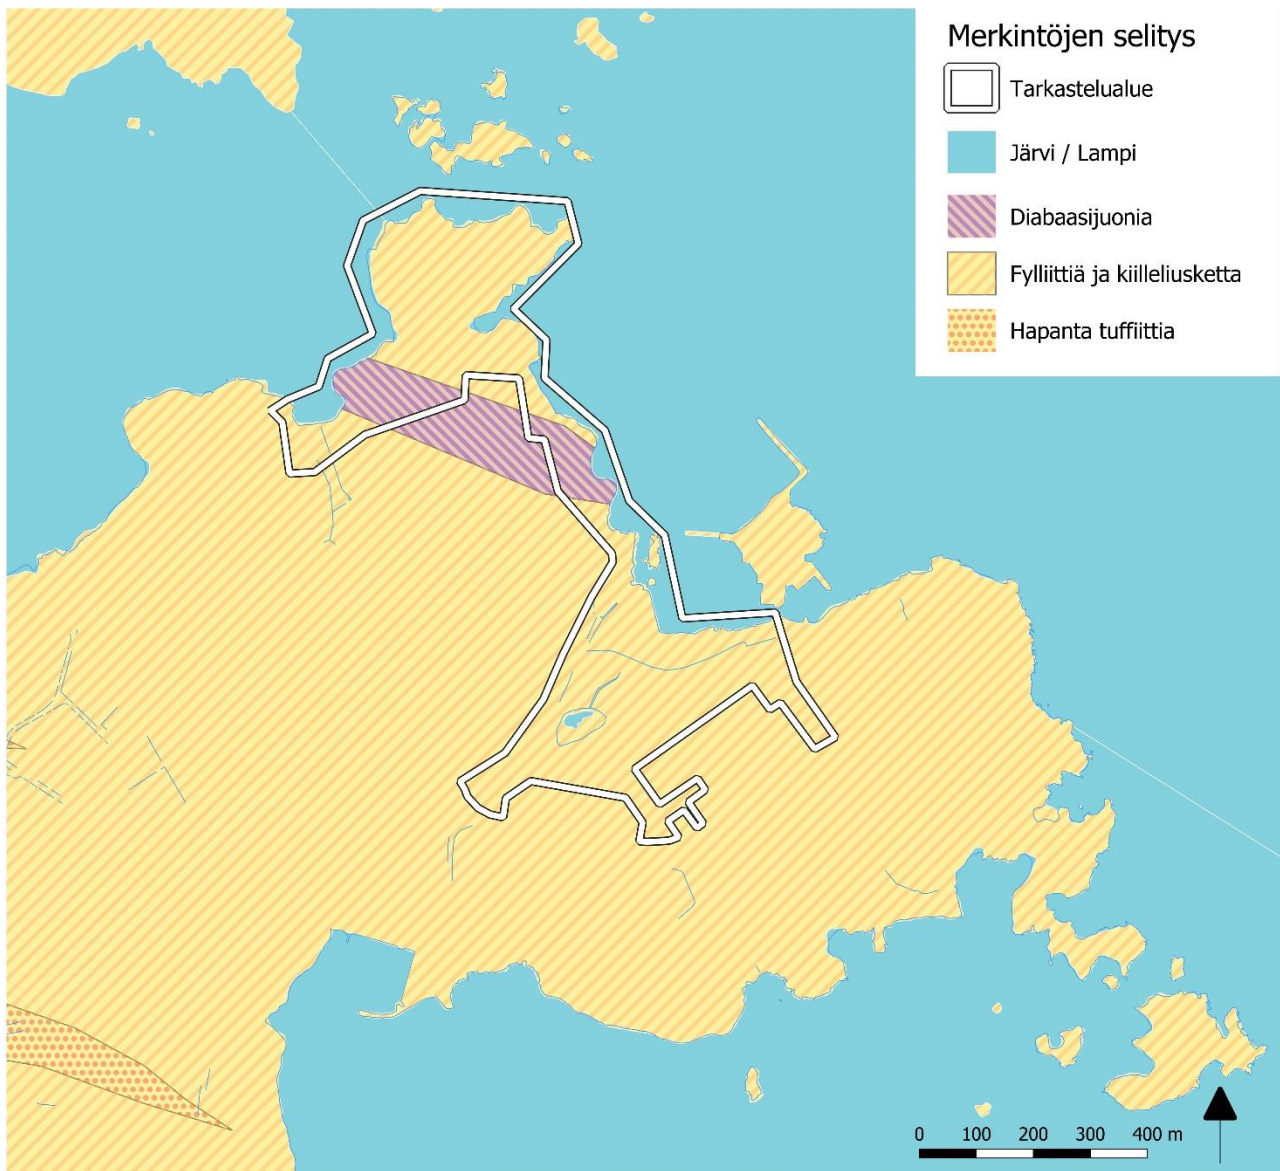 Merkintöjen selitys
Tarkastelualue
Järvi / Lampi
Diabaasijuonia
Fylliittiä ja kiilleliusketta
Hapanta tuffiittia
0 100 200 300 400 m